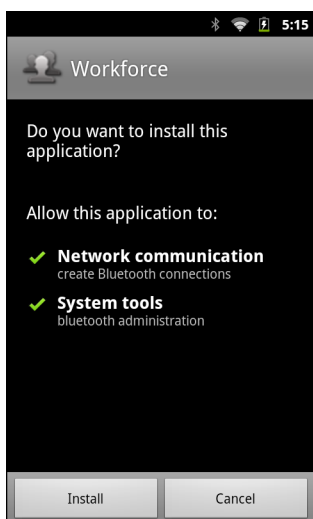 5:15
Workforce
Do you want to install this
application?
Allow this application to:
Network communication
create Bluetooth connections
System tools
bluetooth administration
Install
Cancel